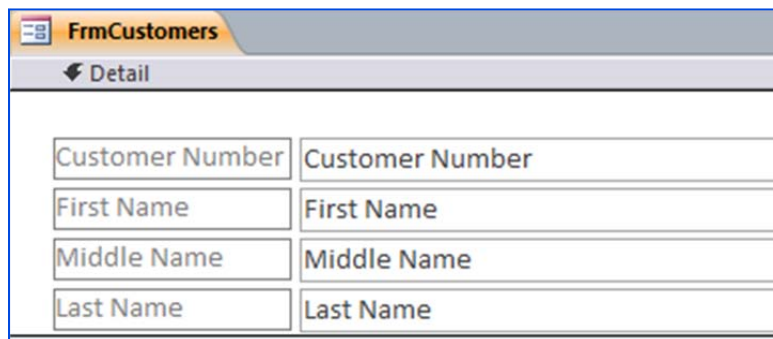 FrmCustomers
Detail
Customer Number Customer Number
First Name First Name
Middle Name Middle Name
Last Name Last Name